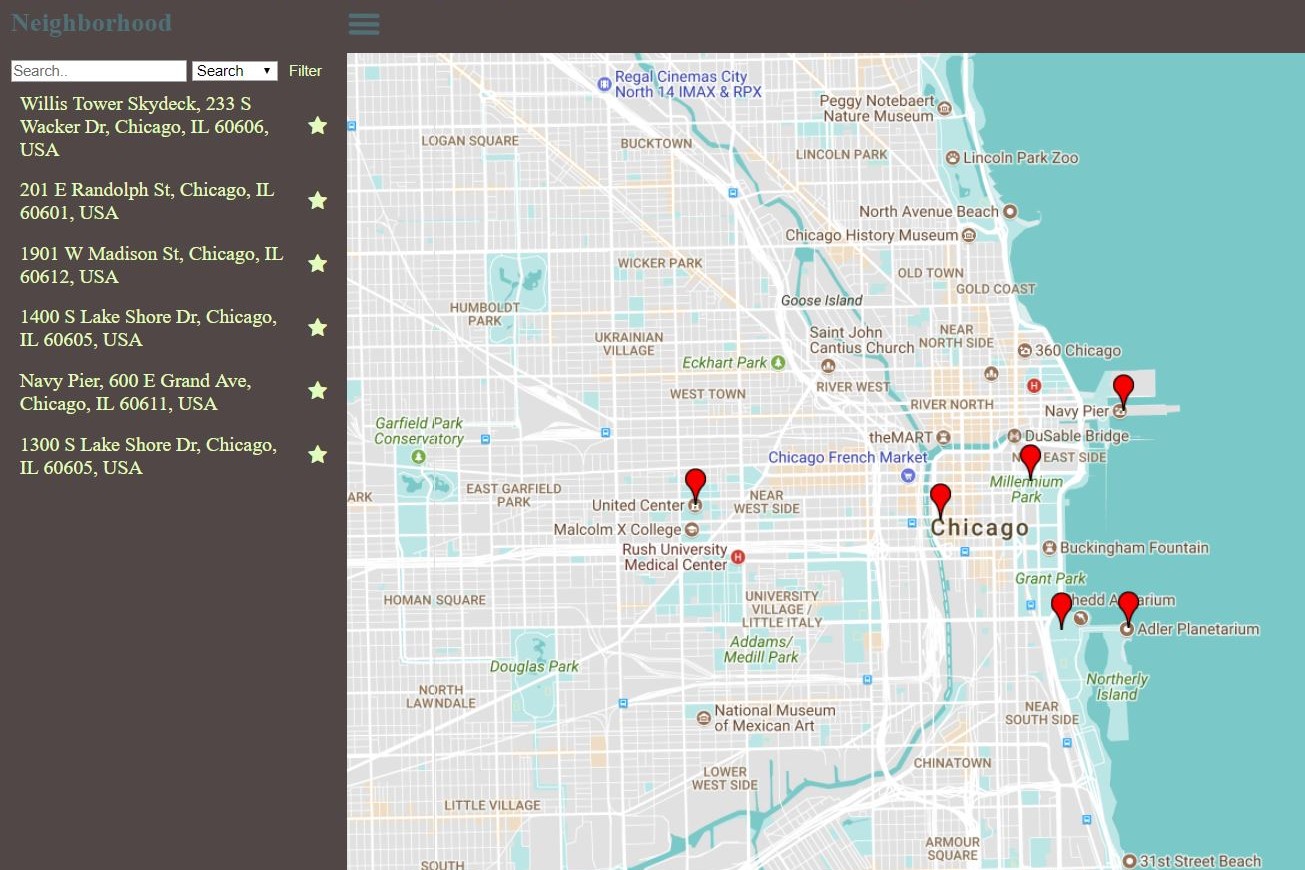 Neighborhood
Search..
Search
Filter
Willis Tower Skydeck, 233 S
Wacker Dr, Chicago, IL 60606,
USA
201 E Randolph St, Chicago, IL
60601, USA
1901 W Madison St, Chicago, IL
60612, USA
1400 S Lake Shore Dr, Chicago,
IL 60605, USA
Navy Pier, 600 E Grand Ave,
Chicago, IL 60611, USA
1300 S Lake Shore Dr, Chicago,
IL 60605, USA
Regal Cinemas City
North 14 IMAX & RPX
Peggy Notebaert
Nature Museum
LOGAN SQUARE
BUCKTOWN
LINCOLN PARK
Lincoln Park Zoo
North Avenue Beach
Chicago History Museum
WICKER PARK
OLD TOWN
GOLD COAST
HUMBOLDT
PARK
Goose Island
UKRAINIAN
VILLAGE
Saint John
Cantius Church
NEAR
NORTH SIDE
360 Chicago
Eckhart Park
RIVER WEST
H
WEST TOWN
RIVER NORTH
Navy Pier
Garfield Park
Conservatory
theMART
DuSable Bridge
Chicago French Market
EAST SIDE
Millennium
Park
ARK
EAST GARFIELD
PARK
United Center
NEAR
WEST SIDE
Malcolm X College
Chicago
Rush University
Medical Center
H
Buckingham Fountain
Grant Park
HOMAN SQUARE
UNIVERSITY
VILLAGE /
LITTLE ITALY
hedd A
arium
Adler Planetarium
Addams/
Medill Park
Douglas Park
Northerly
Island
NORTH
LAWNDALE
National Museum
of Mexican Art
NEAR
SOUTH SIDE
CHINATOWN
LOWER
WEST SIDE
LITTLE VILLAGE
ARMOUR
SQUARE
SOUTH
31st Street Beach